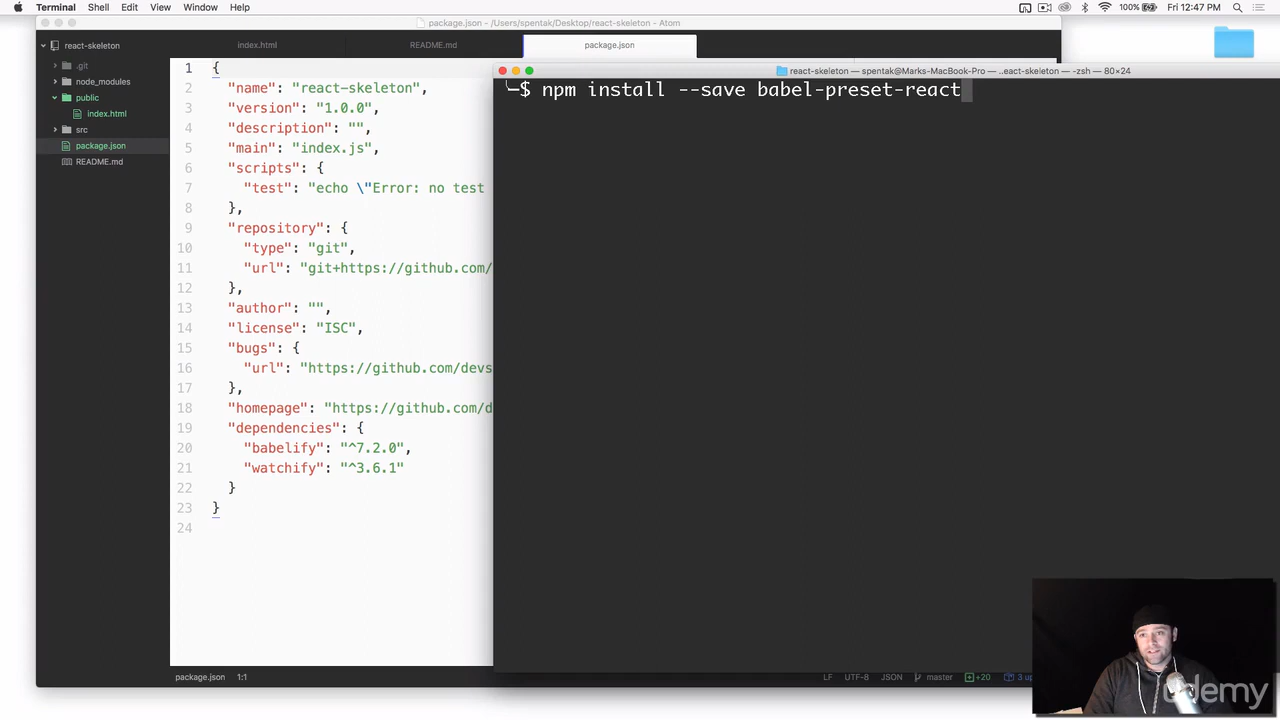 Terminal Shell Edit View Window Help
100% Fri 12:47 PM
package.json - /Users/spentak/Desktop/react-skeleton - Atom
react-skeleton
.git
node_modules
public
index.html
src
package.json
README.md
index.html README.md package.json
1 {
2 "name": "react-skeleton",
3 "version": "1.0.0",
4 "description": "",
5 "main": "index.js",
6 "scripts": {
7 "test": "echo \"Error: no test
8 },
9 "repository": {
10 "type": "git",
11 "url": "git+https://github.com/
12 },
13 "author": "",
14 "license": "ISC",
15 "bugs": {
16 "url": "https://github.com/devs
17 },
18 "homepage": "https://github.com/d
19 "dependencies": {
20 "babelify": "^7.2.0",
21 "watchify": "^3.6.1"
22 }
23 }
24
react-skeleton — spentak@Marks-MacBook-Pro — ..eact-skeleton — -zsh — 80×24
╰─$ npm install --save babel-preset-react
package.json 1:1
LF UTF-8 JSON master +20 3 up
udemy